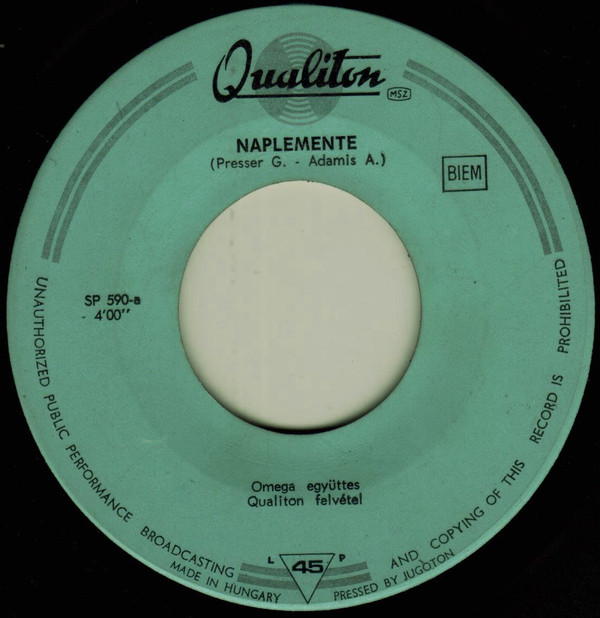 Qualiton
MSZ
NAPLEMENTE
(Presser G. - Adamis A.)
BIEM
SP 590-a
- 4'00''
Omega együttes
Qualiton felvétel
UNAUTHORIZED PUBLIC PERFORMANCE BROADCASTING AND COPYING OF THIS RECORD IS PROHIBILITED
L 45 P
MADE IN HUNGARY
PRESSED BY JUGOTON